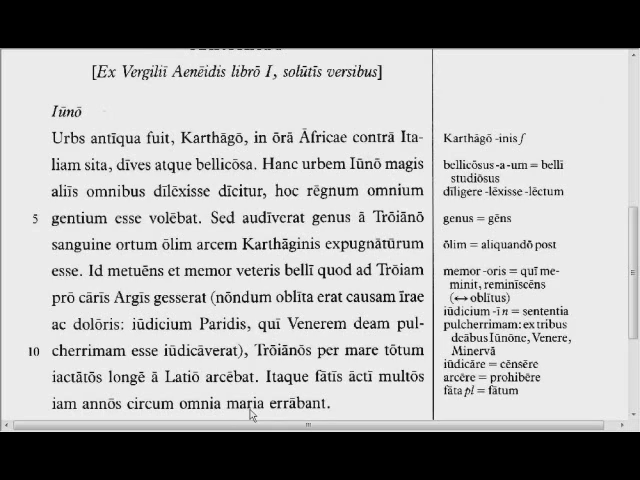 [Ex Vergiliī Aenēidis librō I, solūtīs versibus]
Iūnō
Urbs antīqua fuit, Karthāgō, in ōrā Āfricae contrā Ita-
liam sita, dīves atque bellicōsa. Hanc urbem Iūnō magis
aliīs omnibus dīlēxisse dīcitur, hoc rēgnum omnium
5 gentium esse volēbat. Sed audīverat genus ā Trōiānō
sanguine ortum ōlim arcem Karthāginis expugnātūrum
esse. Id metuēns et memor veteris bellī quod ad Trōiam
prō cārīs Argīs gesserat (nōndum oblīta erat causam īrae
ac dolōris: iūdicium Paridis, quī Venerem deam pul-
10 cherrimam esse iūdicāverat), Trōiānōs per mare tōtum
iactātōs longē ā Latiō arcēbat. Itaque fātīs āctī multōs
iam annōs circum omnia maria errābant.
Karthāgō -inis f
bellicōsus -a -um = bellī
studiōsus
dīligere -lēxisse -lēctum
genus = gēns
ōlim = aliquandō post
memor -oris = quī me-
minit, reminīscēns
(↔ oblītus)
iūdicium -ī n = sententia
pulcherrimam: ex tribus
deābus Iūnōne, Venere,
Minervā
iūdicāre = cēnsēre
arcēre = prohibēre
fāta pl = fātum